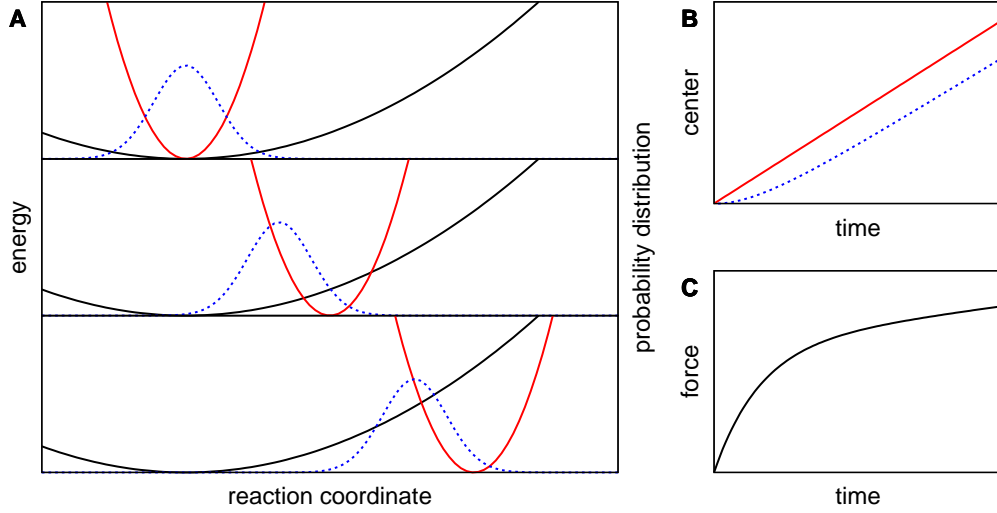 A
energy
reaction coordinate
probability distribution
B
center
time
C
force
time